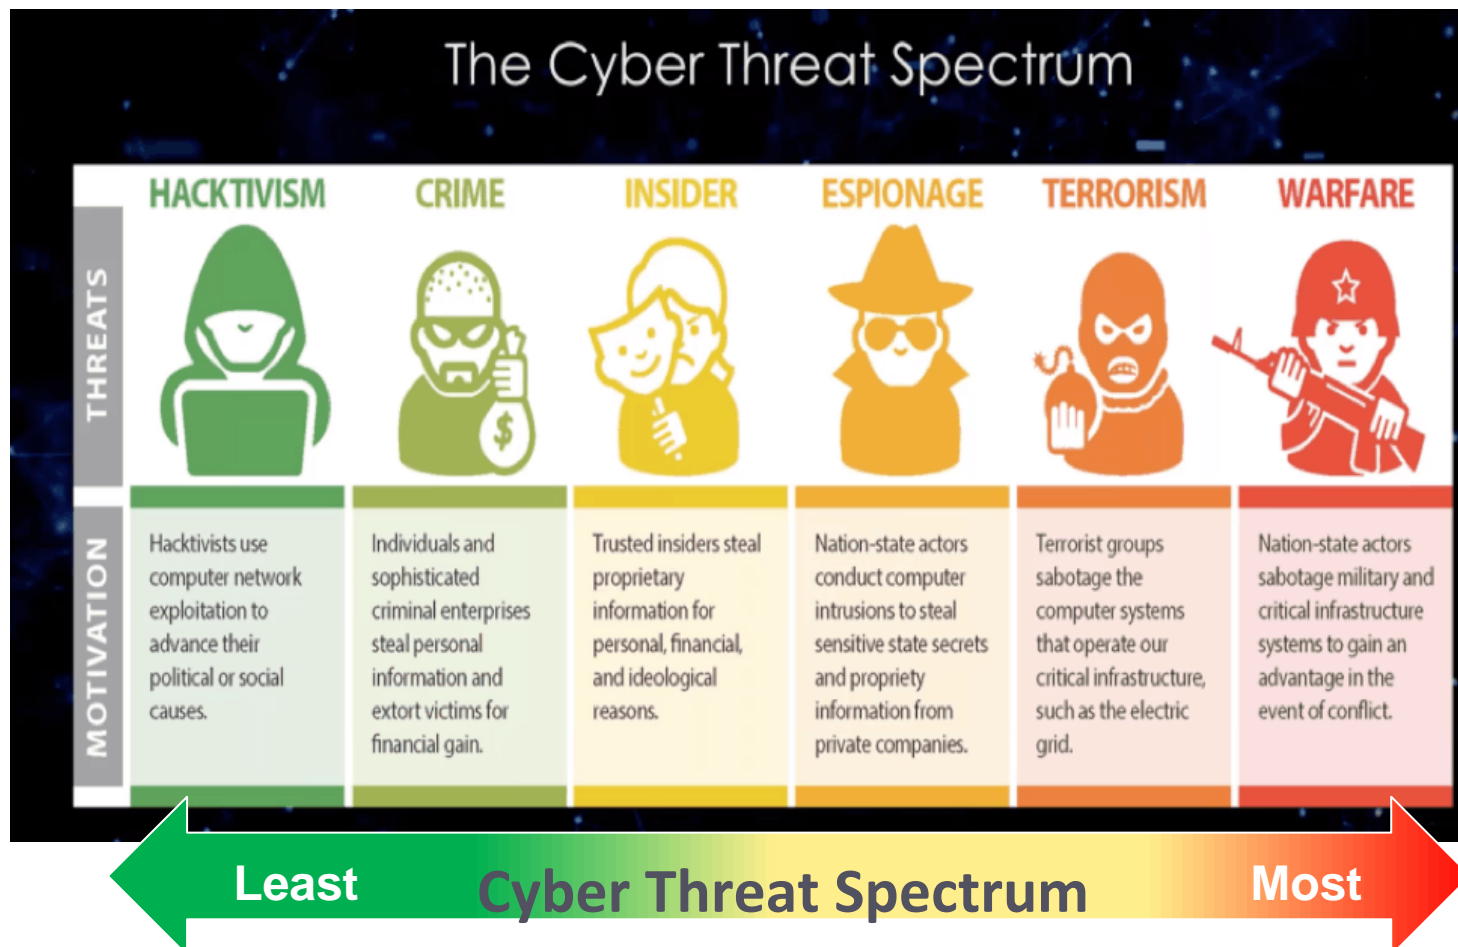 The Cyber Threat Spectrum
HACKTIVISM
CRIME
INSIDER
ESPIONAGE
TERRORISM
WARFARE
THREATS
$
MOTIVATION
Hacktivists use
computer network
exploitation to
advance their
political or social
causes.
Individuals and
sophisticated
criminal enterprises
steal personal
information and
extort victims for
financial gain.
Trusted insiders steal
proprietary
information for
personal, financial,
and ideological
reasons.
Nation-state actors
conduct computer
intrusions to steal
sensitive state secrets
and propriety
information from
private companies.
Terrorist groups
sabotage the
computer systems
that operate our
critical infrastructure,
such as the electric
grid.
Nation-state actors
sabotage military and
critical infrastructure
systems to gain an
advantage in the
event of conflict.
Least
Cyber Threat Spectrum
Most